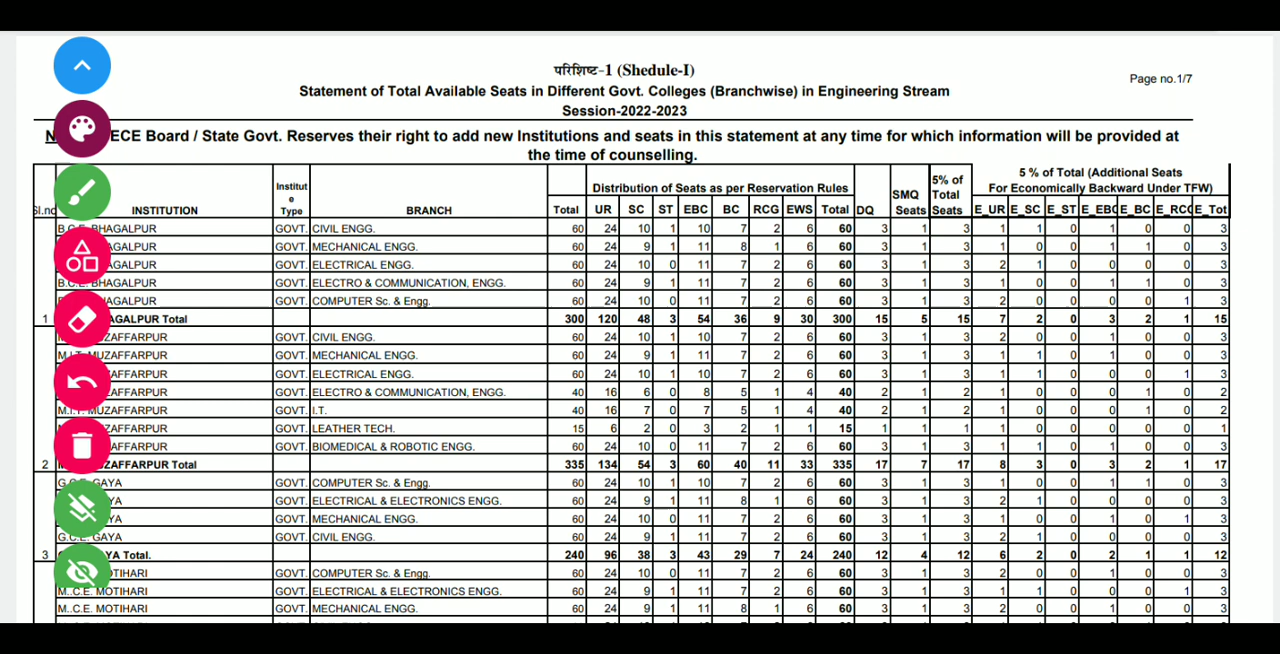 परिशिष्ट-1 (Shedule-I)
Page no.1/7
Statement of Total Available Seats in Different Govt. Colleges (Branchwise) in Engineering Stream
Session-2022-2023
ECE Board / State Govt. Reserves their right to add new Institutions and seats in this statement at any time for which information will be provided at
the time of counselling.
Sl.no INSTITUTION Institut e Type BRANCH Total Distribution of Seats as per Reservation Rules DQ SMQ Seats 5% of Total Seats 5 % of Total (Additional Seats For Economically Backward Under TFW)
UR SC ST EBC BC RCG EWS Total E_UR E_SC E_ST E_EBC E_BC E_RCG E_Tot
B.C.E. BHAGALPUR GOVT. CIVIL ENGG. 60 24 10 1 10 7 2 6 60 3 1 3 1 1 0 1 0 0 3
AGALPUR GOVT. MECHANICAL ENGG. 60 24 9 1 11 8 1 6 60 3 1 3 1 0 0 1 1 0 3
AGALPUR GOVT. ELECTRICAL ENGG. 60 24 10 0 11 7 2 6 60 3 1 3 2 1 0 0 0 0 3
B.C.E. BHAGALPUR GOVT. ELECTRO & COMMUNICATION, ENGG. 60 24 9 1 11 7 2 6 60 3 1 3 1 0 0 1 1 0 3
AGALPUR GOVT. COMPUTER Sc. & Engg. 60 24 10 0 11 7 2 6 60 3 1 3 2 0 0 0 0 1 3
1 AGALPUR Total 300 120 48 3 54 36 9 30 300 15 5 15 7 2 0 3 2 1 15
ZAFFARPUR GOVT. CIVIL ENGG. 60 24 10 1 10 7 2 6 60 3 1 3 2 0 0 1 0 0 3
M.I.T. MUZAFFARPUR GOVT. MECHANICAL ENGG. 60 24 9 1 11 7 2 6 60 3 1 3 1 1 0 1 0 0 3
AFFARPUR GOVT. ELECTRICAL ENGG. 60 24 10 1 10 7 2 6 60 3 1 3 1 1 0 0 0 1 3
AFFARPUR GOVT. ELECTRO & COMMUNICATION, ENGG. 40 16 6 0 8 5 1 4 40 2 1 2 1 0 0 0 1 0 2
M.I.T. MUZAFFARPUR GOVT. I.T. 40 16 7 0 7 5 1 4 40 2 1 2 1 0 0 0 1 0 2
ZAFFARPUR GOVT. LEATHER TECH. 15 6 2 0 3 2 1 1 15 1 1 1 1 0 0 0 0 0 1
ZAFFARPUR GOVT. BIOMEDICAL & ROBOTIC ENGG. 60 24 10 0 11 7 2 6 60 3 1 3 1 1 0 1 0 0 3
2 ZAFFARPUR Total 335 134 54 3 60 40 11 33 335 17 7 17 8 3 0 3 2 1 17
G.C.E. GAYA GOVT. COMPUTER Sc. & Engg. 60 24 10 1 10 7 2 6 60 3 1 3 1 0 0 1 1 0 3
YA GOVT. ELECTRICAL & ELECTRONICS ENGG. 60 24 9 1 11 8 1 6 60 3 1 3 2 1 0 0 0 0 3
YA GOVT. MECHANICAL ENGG. 60 24 10 0 11 7 2 6 60 3 1 3 1 0 0 1 0 1 3
G.C.E. GAYA GOVT. CIVIL ENGG. 60 24 9 1 11 7 2 6 60 3 1 3 2 1 0 0 0 0 3
3 YA Total. 240 96 38 3 43 29 7 24 240 12 4 12 6 2 0 2 1 1 12
OTIHARI GOVT. COMPUTER Sc. & Engg. 60 24 10 0 11 7 2 6 60 3 1 3 2 0 0 1 0 0 3
M..C.E. MOTIHARI GOVT. ELECTRICAL & ELECTRONICS ENGG. 60 24 9 1 11 7 2 6 60 3 1 3 1 1 0 0 0 1 3
M..C.E. MOTIHARI GOVT. MECHANICAL ENGG. 60 24 9 1 11 8 1 6 60 3 1 3 2 0 0 1 0 0 3